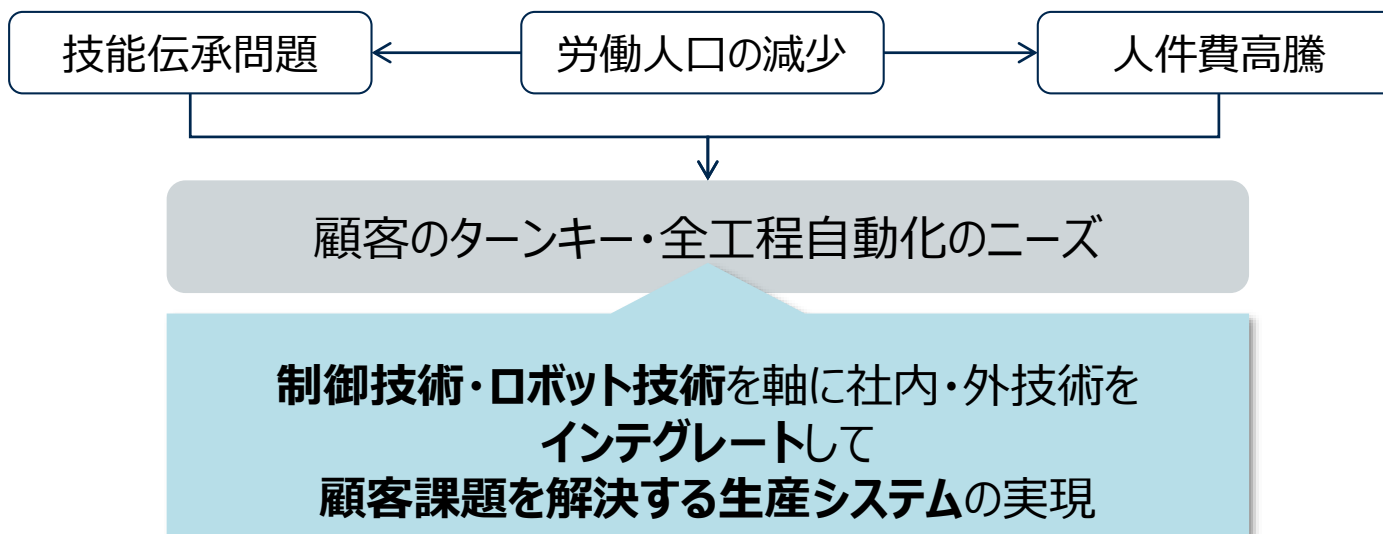 技能伝承問題
労働人口の減少
人件費高騰
顧客のターンキー・全工程自動化のニーズ
制御技術・ロボット技術を軸に社内・外技術を
インテグレートして
顧客課題を解決する生産システムの実現